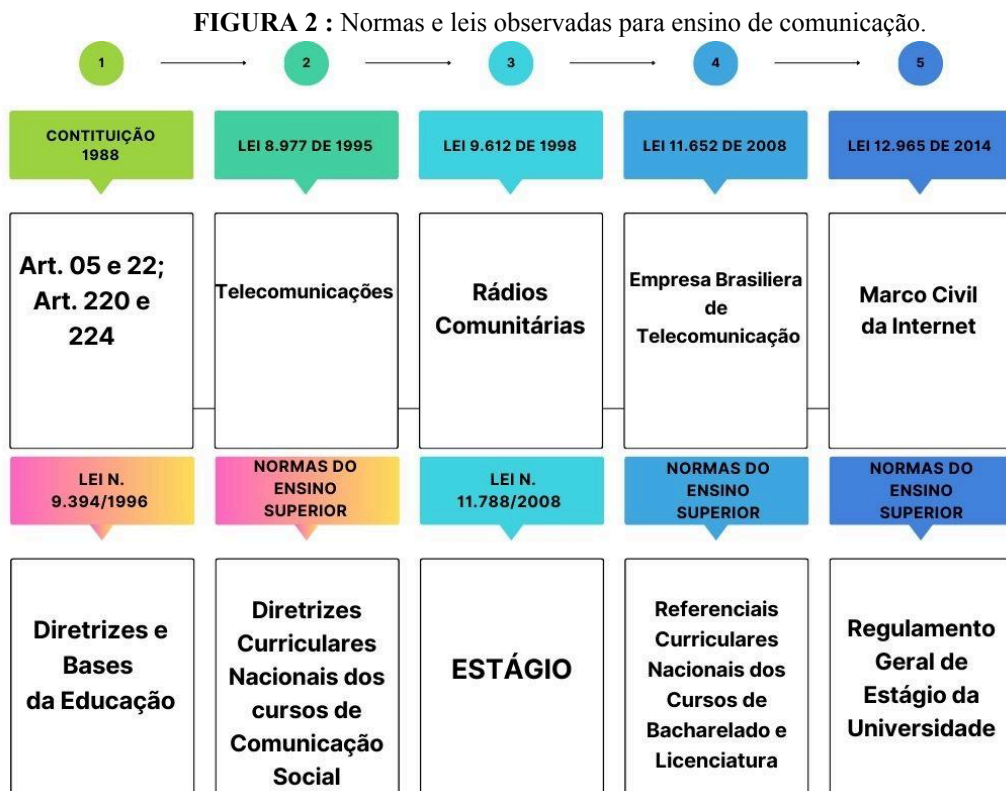 FIGURA 2 : Normas e leis observadas para ensino de comunicação.
1
2
3
4
5
CONTITUIÇÃO
1988
LEI 8.977 DE 1995
LEI 9.612 DE 1998
LEI 11.652 DE 2008
LEI 12.965 DE 2014
Art. 05 e 22;
Art. 220 e
224
Telecomunicações
Rádios
Comunitárias
Empresa Brasiliera
de
Telecomunicação
Marco Civil
da Internet
LEI N.
9.394/1996
NORMAS DO
ENSINO
SUPERIOR
LEI N.
11.788/2008
NORMAS DO
ENSINO
SUPERIOR
NORMAS DO
ENSINO
SUPERIOR
Diretrizes e
Bases
da Educação
Diretrizes
Curriculares
Nacionais dos
cursos de
Comunicação
Social
ESTÁGIO
Referenciais
Curriculares
Nacionais dos
Cursos de
Bacharelado e
Licenciatura
Regulamento
Geral de
Estágio da
Universidade